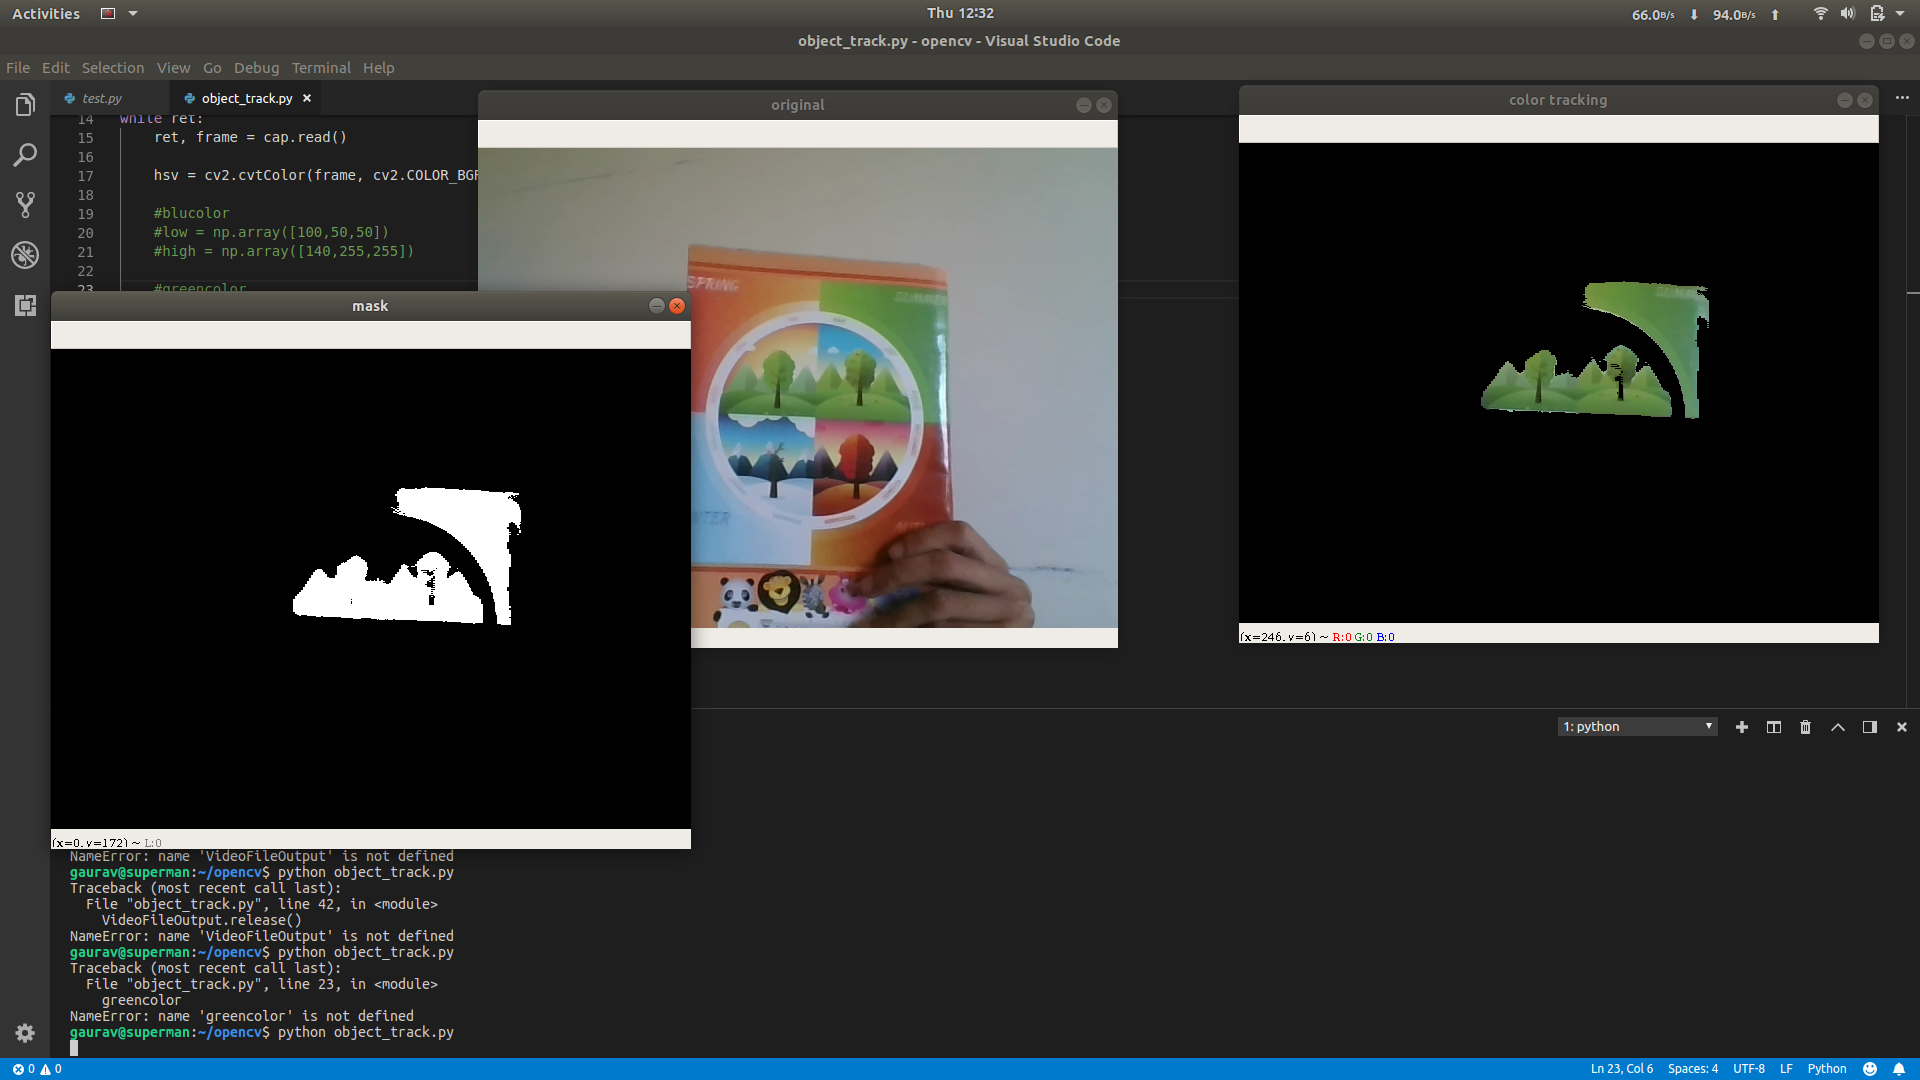 Activities
Thu 12:32
66.0B/s 94.0B/s
object_track.py - opencv - Visual Studio Code
File Edit Selection View Go Debug Terminal Help
test.py
object_track.py
14 while ret:
15 ret, frame = cap.read()
16
17 hsv = cv2.cvtColor(frame, cv2.COLOR_BGR
18
19 #blucolor
20 #low = np.array([100,50,50])
21 #high = np.array([140,255,255])
22
23 #greencolor
original
SPRING
SUMMER
color tracking
(x=246, y=6) ~ R:0 G:0 B:0
mask
(x=0, y=172) ~ L:0
1: python
NameError: name 'VideoFileOutput' is not defined
gaurav@superman:~/opencv$ python object_track.py
Traceback (most recent call last):
File "object_track.py", line 42, in <module>
VideoFileOutput.release()
NameError: name 'VideoFileOutput' is not defined
gaurav@superman:~/opencv$ python object_track.py
Traceback (most recent call last):
File "object_track.py", line 23, in <module>
greencolor
NameError: name 'greencolor' is not defined
gaurav@superman:~/opencv$ python object_track.py
0 0
Ln 23, Col 6 Spaces: 4 UTF-8 LF Python